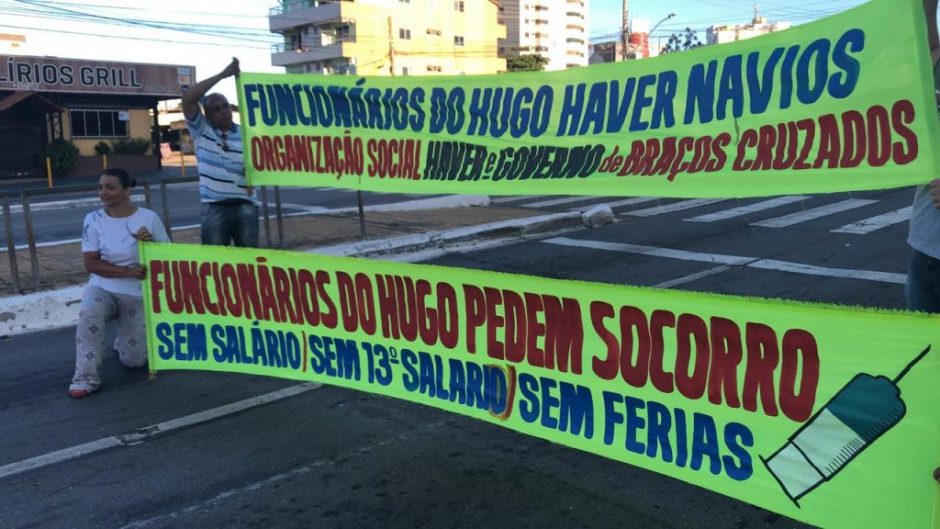 LÍRIOS GRILL
FUNCIONÁRIOS DO HUGO HAVER NAVIOS
ORGANIZAÇÃO SOCIAL HAVER e GOVERNO de BRAÇOS CRUZADOS
FUNCIONÁRIOS DO HUGO PEDEM SOCORRO
SEM SALÁRIO) SEM 13º SALARIO) SEM FERIAS